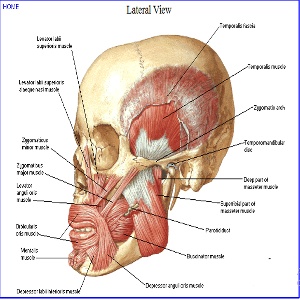 HOME
Lateral View
Temporalis fascia
Levator labii
superioris muscle
Temporalis muscle
Levator labii superioris
alaeque nasi muscle
Zygomatic arch
Zygomaticus
minor muscle
Temporomandibular
disc
Zygomaticus
major muscle
Deep part of
masseter muscle
Levator
anguli oris
muscle
Superficial part of
masseter muscle
Orbicularis
oris muscle
Parotid duct
Mentalis
muscle
Buccinator muscle
Depressor labii inferioris muscle
Depressor anguli oris muscle